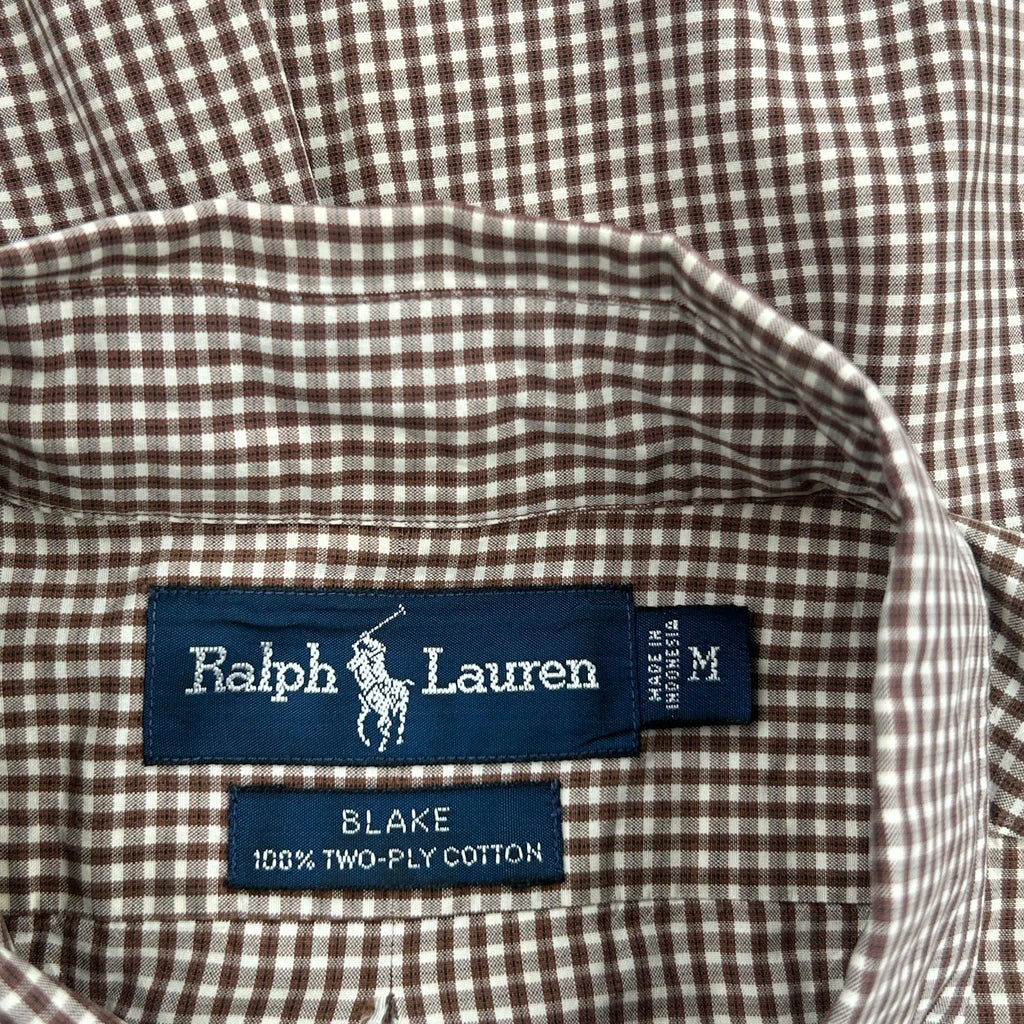 Ralph Lauren
MADE IN
INDONESIA
M
BLAKE
100% TWO-PLY COTTON